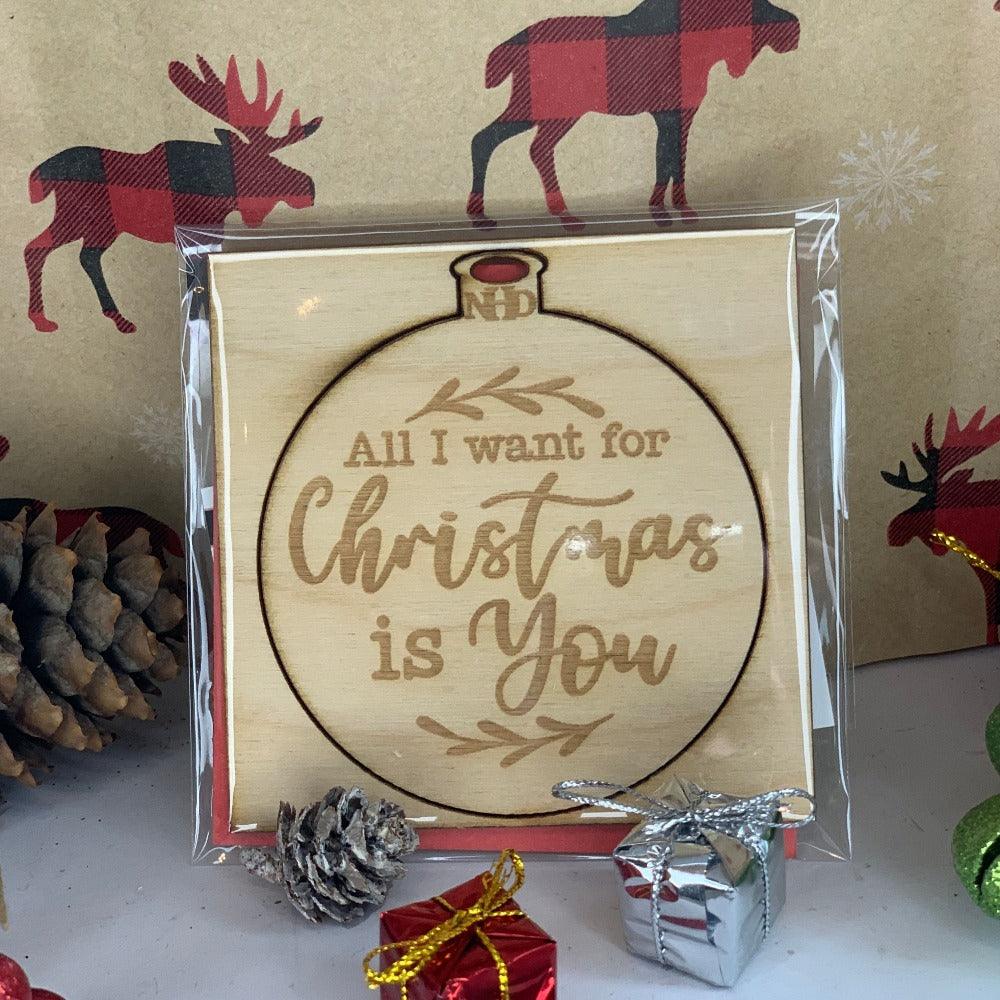 NHD
All I want for
Christmas
is You